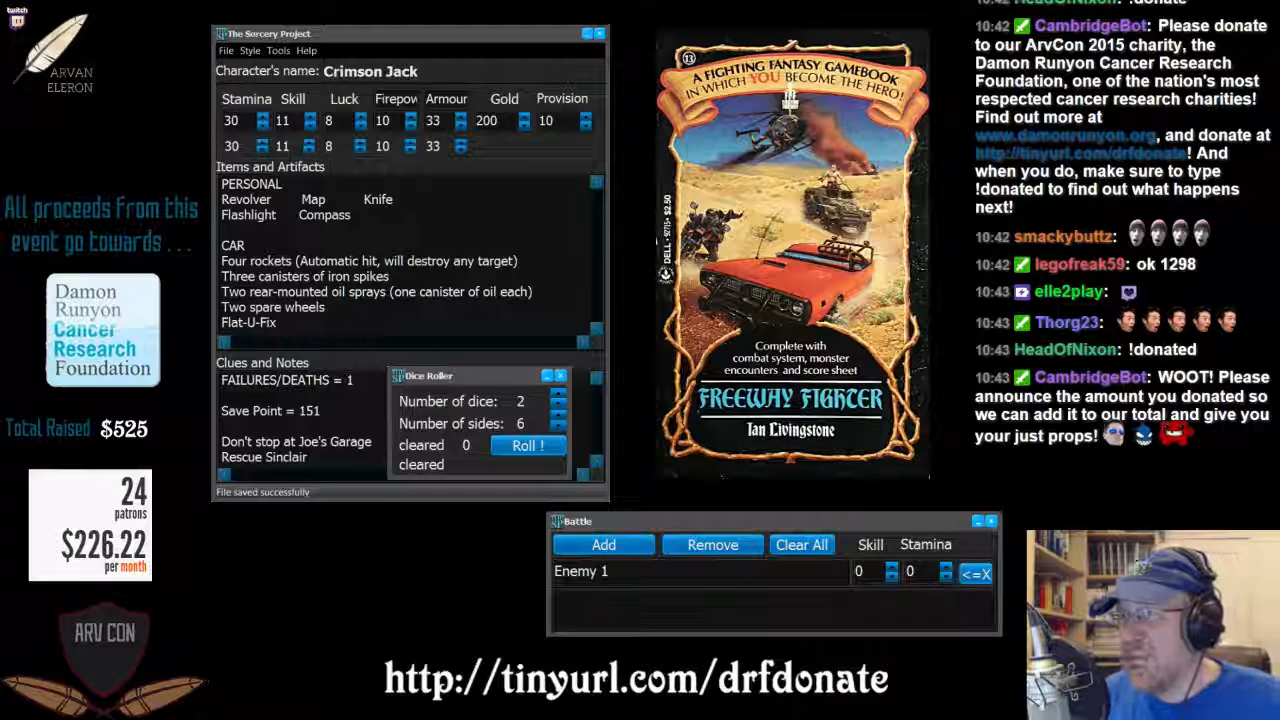 twitch
ARVAN
ELERON
All proceeds from this
event go towards . . .
Damon
Runyon
Cancer
Research
Foundation
Total Raised $525
24
patrons
$226.22
per month
ARV CON
The Sorcery Project
File Style Tools Help
Character's name: Crimson Jack
Stamina Skill Luck Firepow Armour Gold Provision
30 11 8 10 33 200 10
30 11 8 10 33
Items and Artifacts
PERSONAL
Revolver Map Knife
Flashlight Compass
CAR
Four rockets (Automatic hit, will destroy any target)
Three canisters of iron spikes
Two rear-mounted oil sprays (one canister of oil each)
Two spare wheels
Flat-U-Fix
Clues and Notes
FAILURES/DEATHS = 1
Save Point = 151
Don't stop at Joe's Garage
Rescue Sinclair
File saved successfully
Dice Roller
Number of dice: 2
Number of sides: 6
cleared 0 Roll !
cleared
13
A FIGHTING FANTASY GAMEBOOK
IN WHICH YOU BECOME THE HERO!
DELL • 92715 • $2.50
Complete with
combat system, monster
encounters, and score sheet
FREEWAY FIGHTER
Ian Livingstone
Battle
Add Remove Clear All Skill Stamina
Enemy 1 0 0 <=X
http://tinyurl.com/drfdonate
10:42 HeadOfNixon: !donate
10:42 CambridgeBot: Please donate
to our ArvCon 2015 charity, the
Damon Runyon Cancer Research
Foundation, one of the nation's most
respected cancer research charities!
Find out more at
www.damonrunyon.org, and donate at
http://tinyurl.com/drfdonate! And
when you do, make sure to type
!donated to find out what happens
next!
10:42 smackybuttz:
10:43 legofreak59: ok 1298
10:43 elle2play:
10:43 Thorg23:
10:43 HeadOfNixon: !donated
10:43 CambridgeBot: WOOT! Please
announce the amount you donated so
we can add it to our total and give you
your just props!